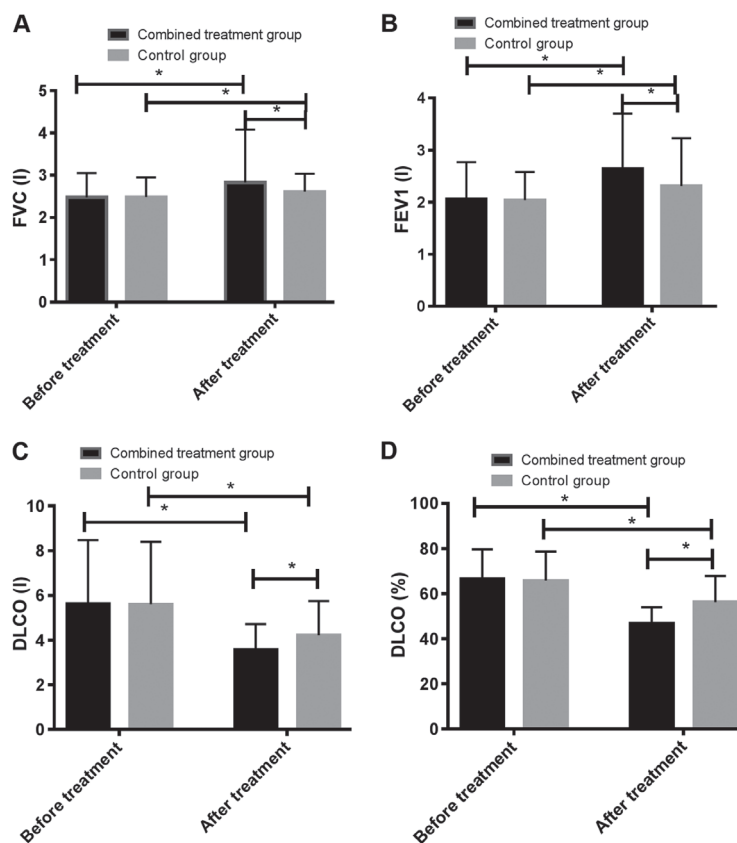 A
Combined treatment group
Control group
*
*
*
5
4
3
2
1
0
FVC (l)
Before treatment
After treatment
B
Combined treatment group
Control group
*
*
*
4
3
2
1
0
FEV1 (l)
Before treatment
After treatment
C
Combined treatment group
Control group
*
*
*
10
8
6
4
2
0
DLCO (l)
Before treatment
After treatment
D
Combined treatment group
Control group
*
*
*
100
80
60
40
20
0
DLCO (%)
Before treatment
After treatment